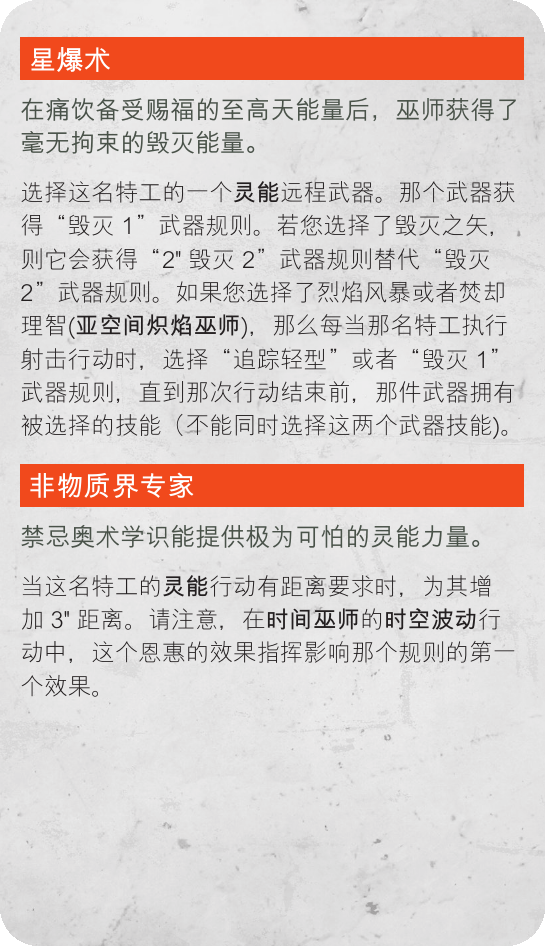 星爆术
在痛饮备受赐福的至高天能量后，巫师获得了
毫无拘束的毁灭能量。
选择这名特工的一个灵能远程武器。那个武器获
得“毁灭 1”武器规则。若您选择了毁灭之矢，
则它会获得“2" 毁灭 2”武器规则替代“毁灭
2”武器规则。如果您选择了烈焰风暴或者焚却
理智(亚空间炽焰巫师)，那么每当那名特工执行
射击行动时，选择“追踪轻型”或者“毁灭 1”
武器规则，直到那次行动结束前，那件武器拥有
被选择的技能（不能同时选择这两个武器技能)。
非物质界专家
禁忌奥术学识能提供极为可怕的灵能力量。
当这名特工的灵能行动有距离要求时，为其增
加 3" 距离。请注意，在时间巫师的时空波动行
动中，这个恩惠的效果指挥影响那个规则的第一
个效果。